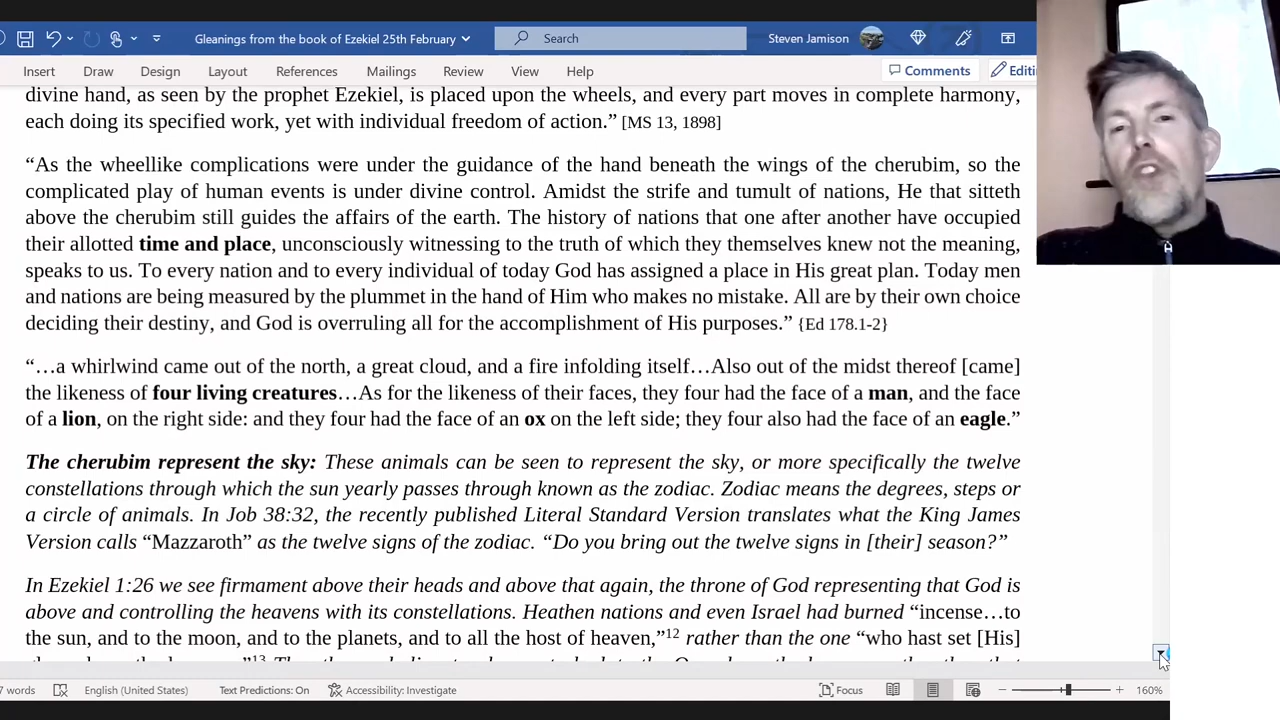 Gleanings from the book of Ezekiel 25th February
Search
Steven Jamison
Insert Draw Design Layout References Mailings Review View Help
Comments
divine hand, as seen by the prophet Ezekiel, is placed upon the wheels, and every part moves in complete harmony,
each doing its specified work, yet with individual freedom of action.” [MS 13, 1898]
“As the wheellike complications were under the guidance of the hand beneath the wings of the cherubim, so the
complicated play of human events is under divine control. Amidst the strife and tumult of nations, He that sitteth
above the cherubim still guides the affairs of the earth. The history of nations that one after another have occupied
their allotted time and place, unconsciously witnessing to the truth of which they themselves knew not the meaning,
speaks to us. To every nation and to every individual of today God has assigned a place in His great plan. Today men
and nations are being measured by the plummet in the hand of Him who makes no mistake. All are by their own choice
deciding their destiny, and God is overruling all for the accomplishment of His purposes.” {Ed 178.1-2}
“…a whirlwind came out of the north, a great cloud, and a fire infolding itself…Also out of the midst thereof [came]
the likeness of four living creatures…As for the likeness of their faces, they four had the face of a man, and the face
of a lion, on the right side: and they four had the face of an ox on the left side; they four also had the face of an eagle.”
The cherubim represent the sky: These animals can be seen to represent the sky, or more specifically the twelve
constellations through which the sun yearly passes through known as the zodiac. Zodiac means the degrees, steps or
a circle of animals. In Job 38:32, the recently published Literal Standard Version translates what the King James
Version calls “Mazzaroth” as the twelve signs of the zodiac. “Do you bring out the twelve signs in [their] season?”
In Ezekiel 1:26 we see firmament above their heads and above that again, the throne of God representing that God is
above and controlling the heavens with its constellations. Heathen nations and even Israel had burned “incense…to
the sun, and to the moon, and to the planets, and to all the host of heaven,”12 rather than the one “who hast set [His]
7 words English (United States) Text Predictions: On Accessibility: Investigate Focus 160%